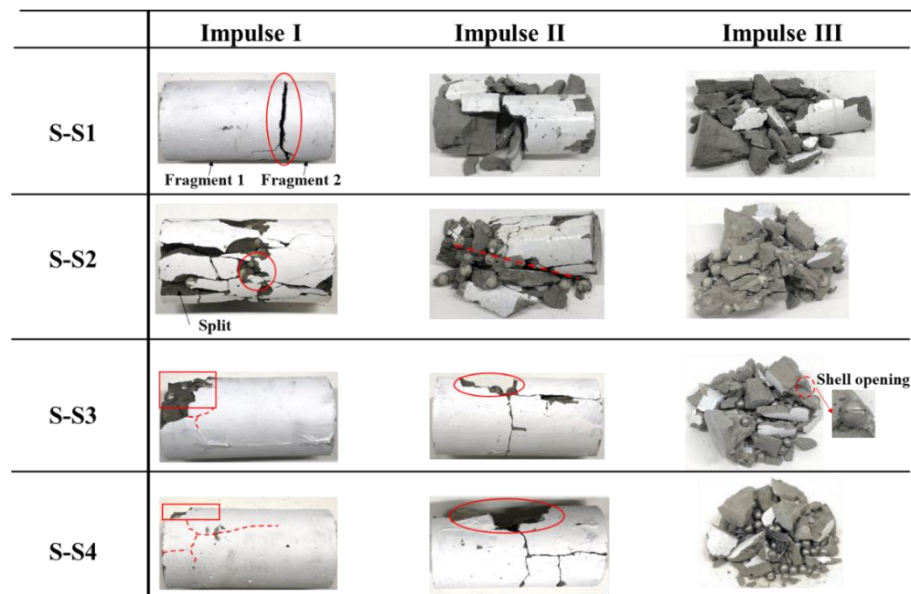 Impulse I Impulse II Impulse III
S-S1
Fragment 1 Fragment 2
S-S2
Split
S-S3
Shell opening
S-S4